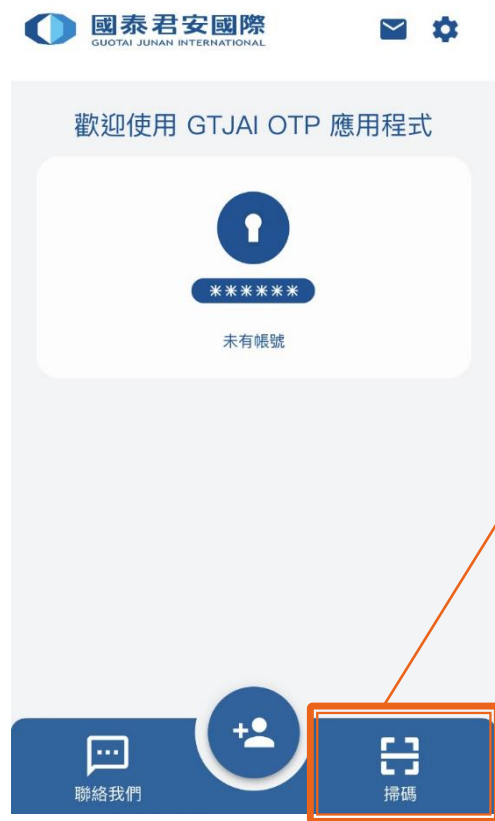 國泰君安國際
GUOTAI JUNAN INTERNATIONAL
歡迎使用 GTJAI OTP 應用程式
******
未有帳號
聯絡我們
掃碼